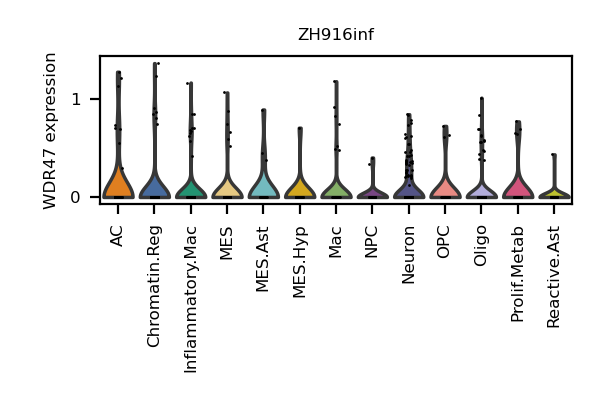 ZH916inf
WDR47 expression
1
0
AC
Chromatin.Reg
Inflammatory.Mac
MES
MES.Ast
MES.Hyp
Mac
NPC
Neuron
OPC
Oligo
Prolif.Metab
Reactive.Ast